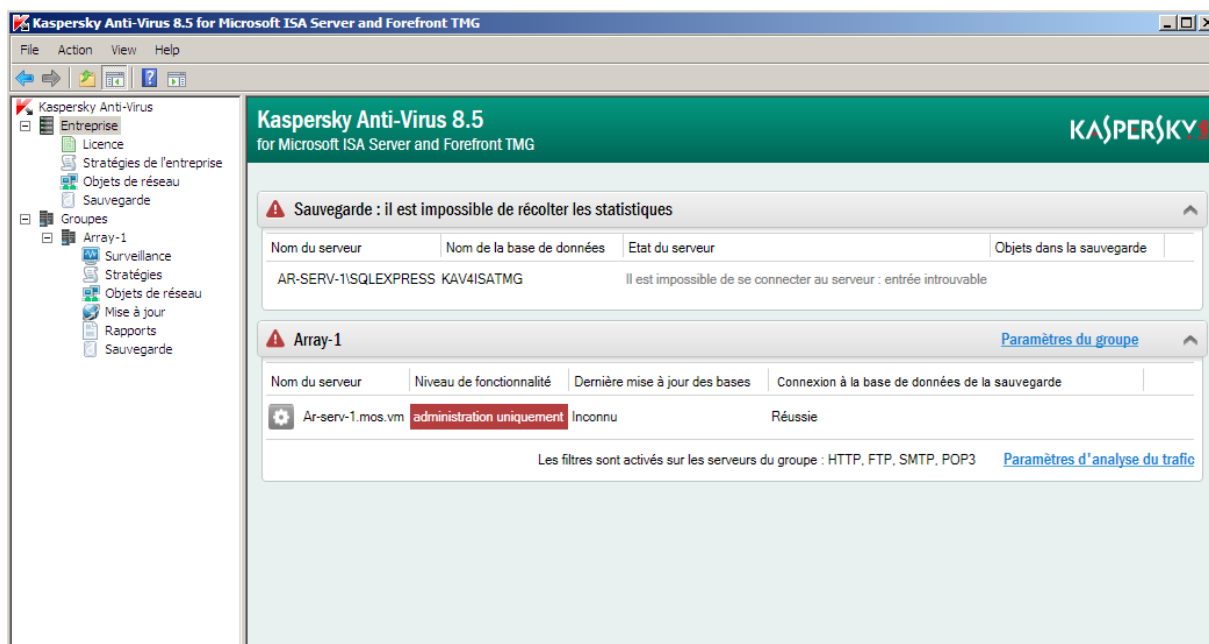 Kaspersky Anti-Virus 8.5 for Microsoft ISA Server and Forefront TMG
File Action View Help
Kaspersky Anti-Virus
Entreprise
Licence
Stratégies de l'entreprise
Objets de réseau
Sauvegarde
Groupes
Array-1
Surveillance
Stratégies
Objets de réseau
Mise à jour
Rapports
Sauvegarde
Kaspersky Anti-Virus 8.5
for Microsoft ISA Server and Forefront TMG
KASPERSKY
Sauvegarde : il est impossible de récolter les statistiques
Nom du serveur Nom de la base de données Etat du serveur Objets dans la sauvegarde
AR-SERV-1\SQLEXPRESS KAV4ISATMG Il est impossible de se connecter au serveur : entrée introuvable
Array-1 Paramètres du groupe
Nom du serveur Niveau de fonctionnalité Dernière mise à jour des bases Connexion à la base de données de la sauvegarde
Ar-serv-1.mos.vm administration uniquement Inconnu Réussie
Les filtres sont activés sur les serveurs du groupe : HTTP, FTP, SMTP, POP3 Paramètres d'analyse du trafic